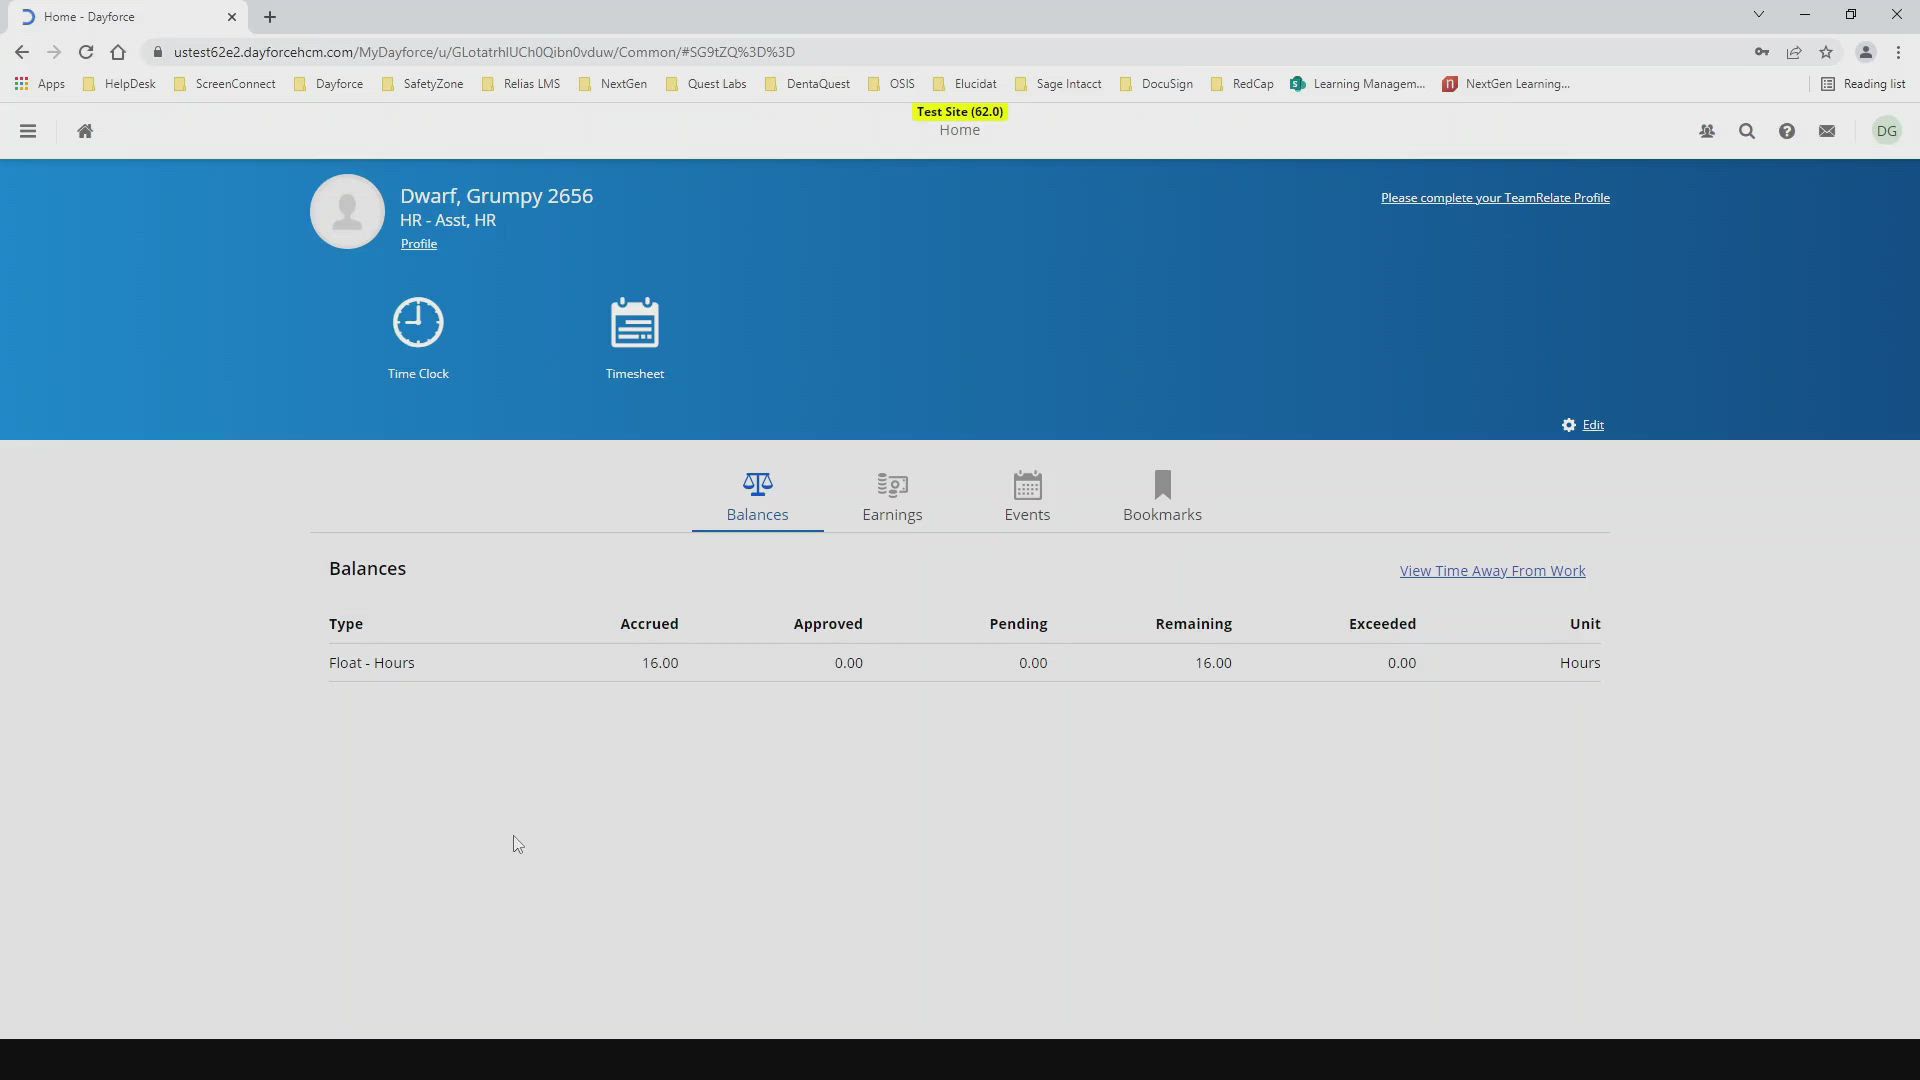 Home - Dayforce
ustest62e2.dayforcehcm.com/MyDayforce/u/GLotatrhlUCh0Qibn0vduw/Common/#SG9tZQ%3D%3D
Apps HelpDesk ScreenConnect Dayforce SafetyZone Relias LMS NextGen Quest Labs DentaQuest OSIS Elucidat Sage Intacct DocuSign RedCap Learning Managem... NextGen Learning... Reading list
Test Site (62.0)
Home
DG
Dwarf, Grumpy 2656
HR - Asst, HR
Profile
Please complete your TeamRelate Profile
Time Clock Timesheet
Edit
Balances Earnings Events Bookmarks
Balances
View Time Away From Work
Type Accrued Approved Pending Remaining Exceeded Unit
Float - Hours 16.00 0.00 0.00 16.00 0.00 Hours